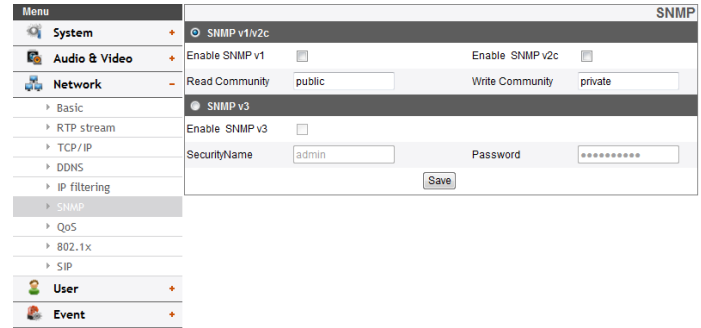 Menu
SNMP
System +
Audio & Video +
Network –
Basic
RTP stream
TCP/IP
DDNS
IP filtering
SNMP
QoS
802.1x
SIP
User +
Event +
SNMP v1/v2c
Enable SNMP v1
Enable SNMP v2c
Read Community public
Write Community private
SNMP v3
Enable SNMP v3
SecurityName admin
Password ●●●●●●●●●●
Save